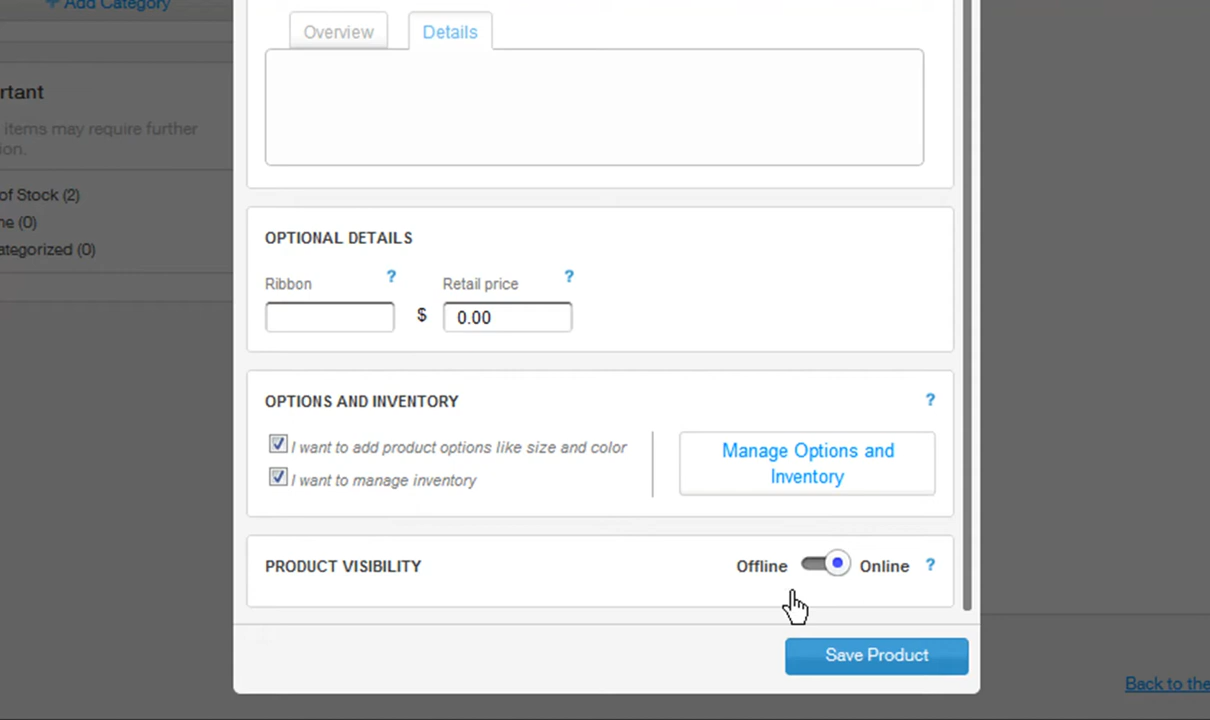 + Add Category
Overview
Details
rtant
items may require further
ion.
of Stock (2)
ne (0)
ategorized (0)
OPTIONAL DETAILS
Ribbon ? Retail price ?
$ 0.00
OPTIONS AND INVENTORY ?
I want to add product options like size and color
I want to manage inventory
Manage Options and
Inventory
PRODUCT VISIBILITY Offline Online ?
Save Product
Back to the